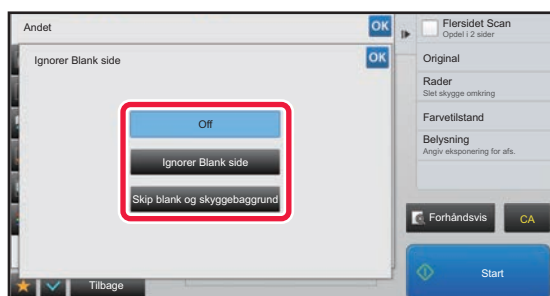 Andet
OK
Ignorer Blank side
OK
Off
Ignorer Blank side
Skip blank og skyggebaggrund
Tilbage
Flersidet Scan
Opdel i 2 sider
Original
Rader
Slet skygge omkring
Farvetilstand
Belysning
Angiv eksponering for afs.
Forhåndsvis
CA
Start